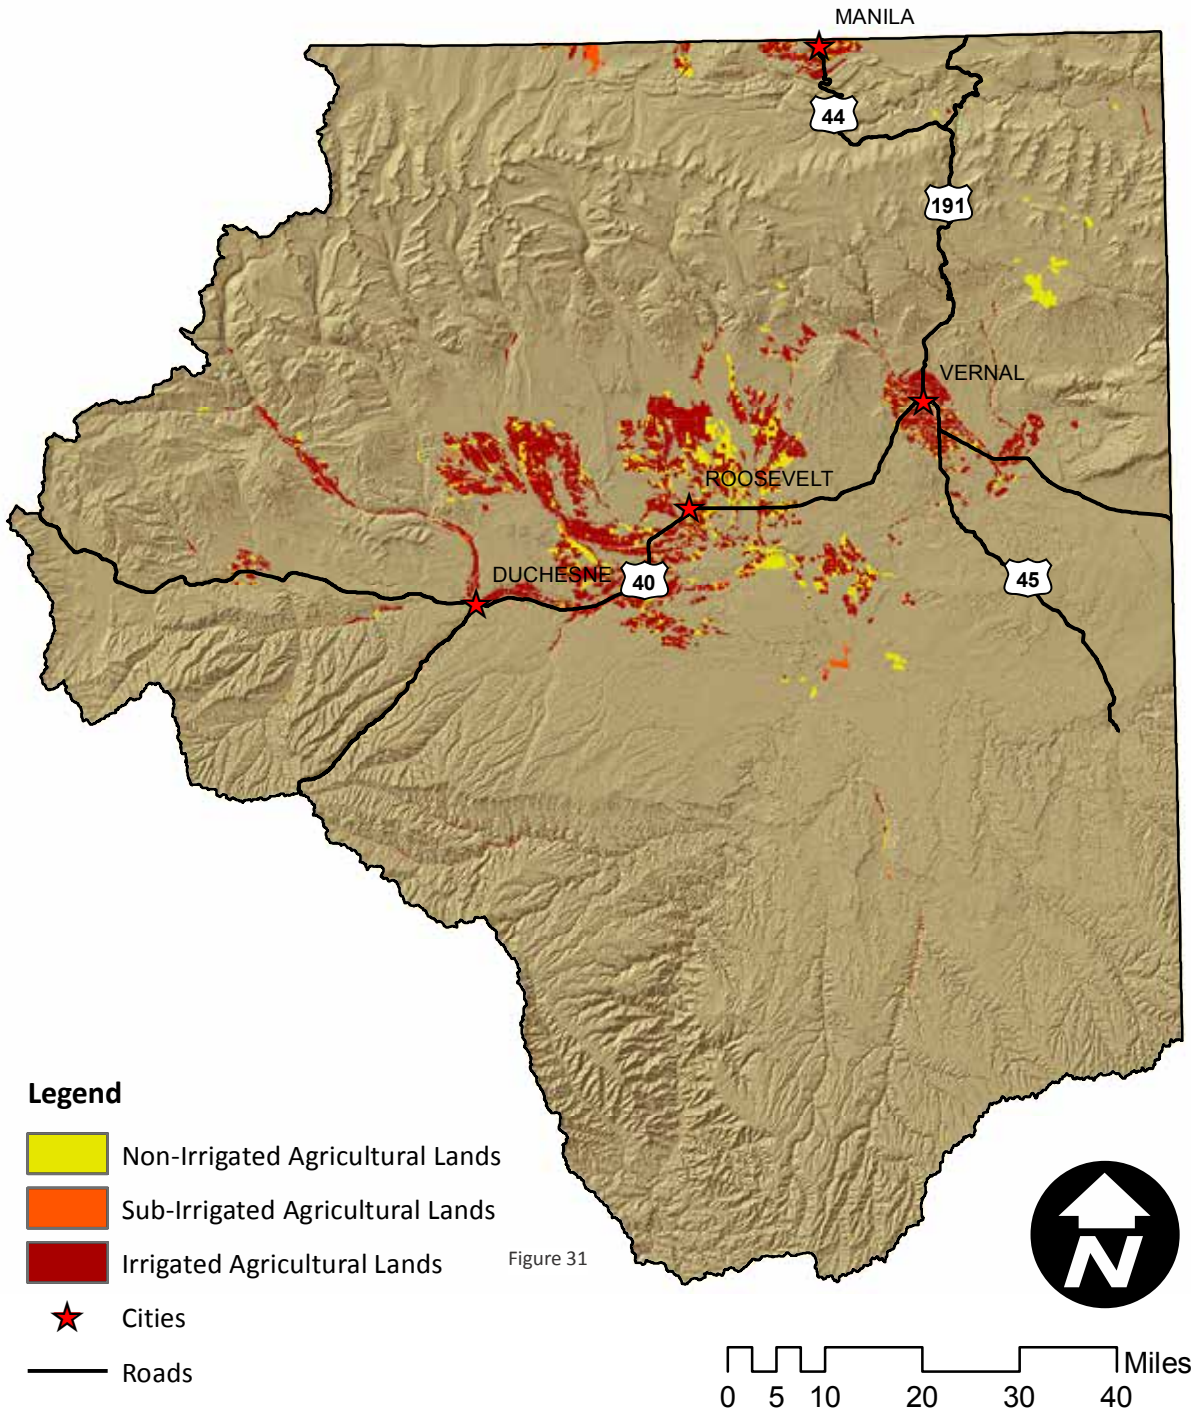 MANILA
44
191
VERNAL
ROOSEVELT
DUCHESNE
40
45
Legend
Non-Irrigated Agricultural Lands
Sub-Irrigated Agricultural Lands
Irrigated Agricultural Lands
Figure 31
Cities
Roads
N
Miles
0 5 10 20 30 40